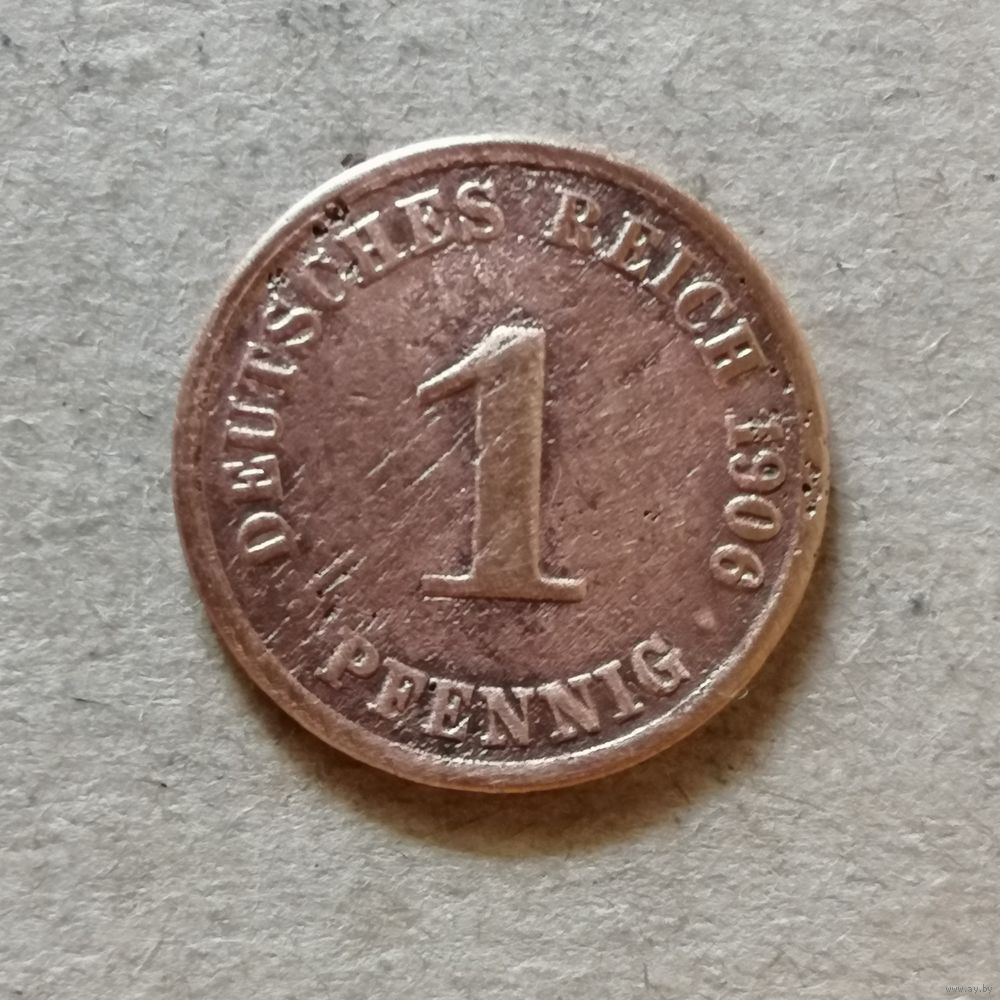 DEUTSCHES REICH 1906
1
PFENNIG
www.ay.by